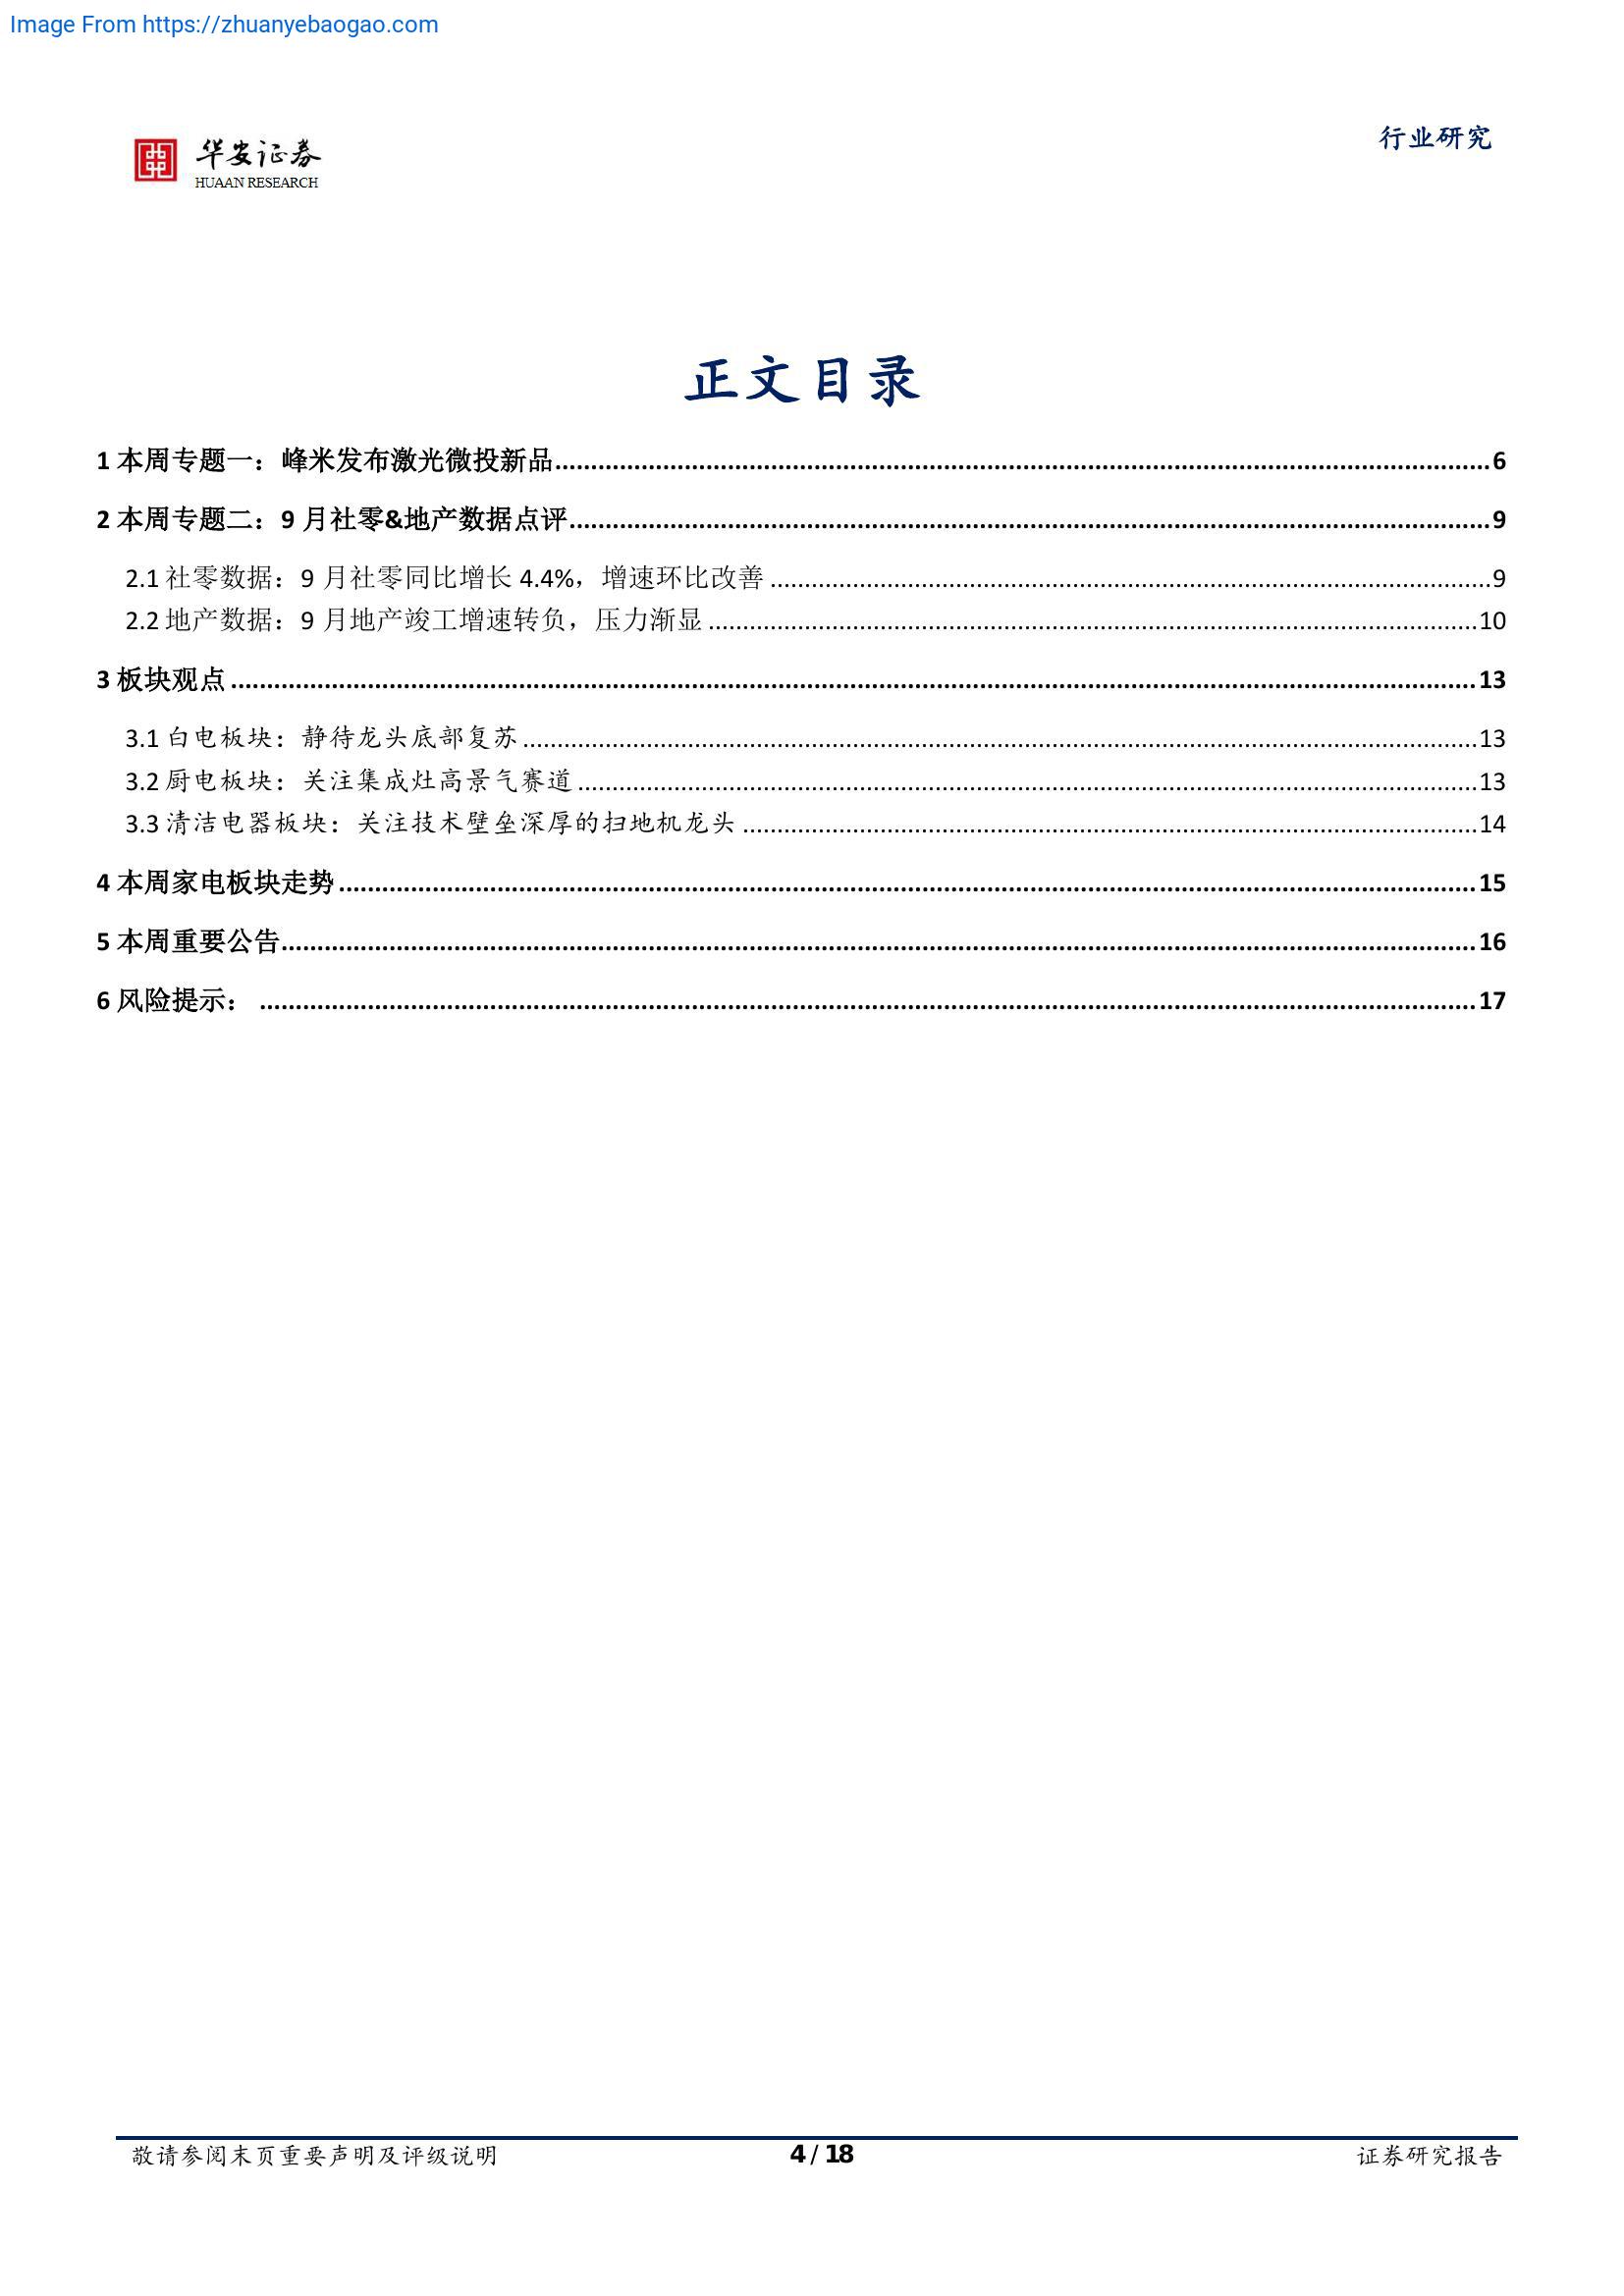 Image From https://zhuanyebaogao.com
华安证券
HUAAN RESEARCH
行业研究
正文目录
1 本周专题一：峰米发布激光微投新品 6
2 本周专题二：9 月社零&地产数据点评 9
2.1 社零数据：9 月社零同比增长 4.4%，增速环比改善 9
2.2 地产数据：9 月地产竣工增速转负，压力渐显 10
3 板块观点 13
3.1 白电板块：静待龙头底部复苏 13
3.2 厨电板块：关注集成灶高景气赛道 13
3.3 清洁电器板块：关注技术壁垒深厚的扫地机龙头 14
4 本周家电板块走势 15
5 本周重要公告 16
6 风险提示： 17
敬请参阅末页重要声明及评级说明
4 / 18
证券研究报告